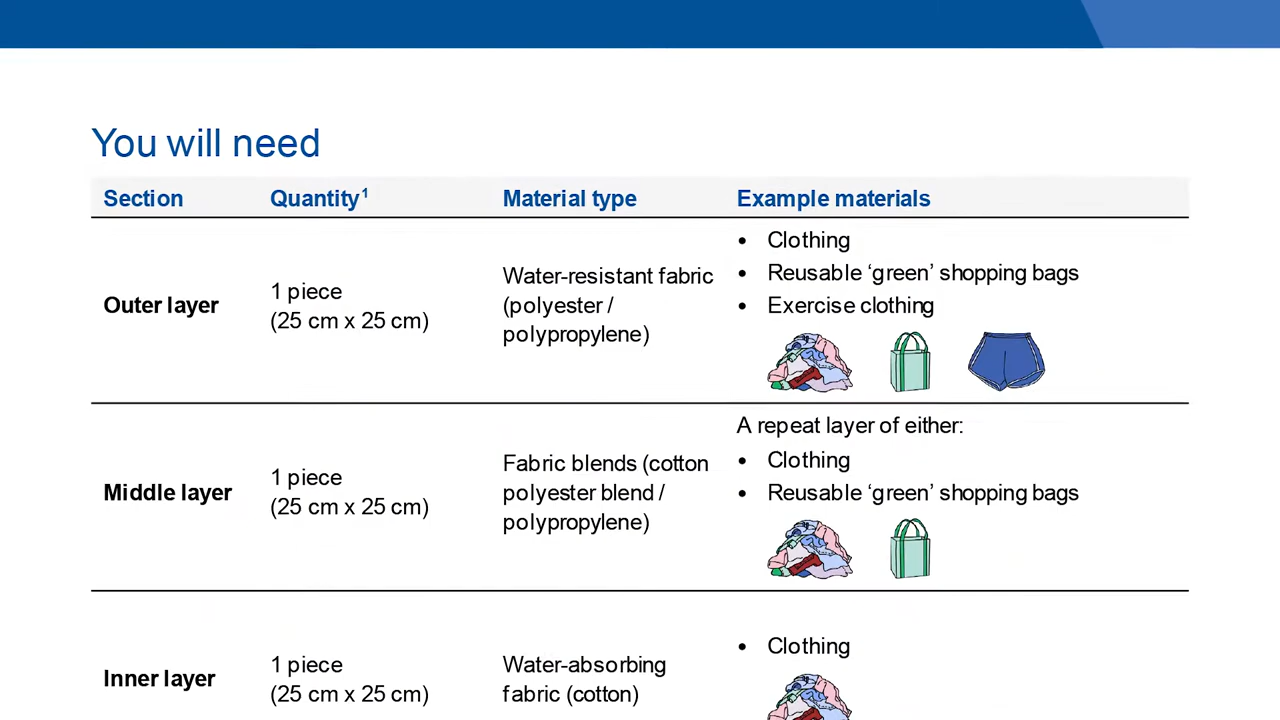 You will need
Section Quantity¹ Material type Example materials
Outer layer
1 piece
(25 cm x 25 cm)
Water-resistant fabric
(polyester /
polypropylene)
• Clothing
• Reusable ‘green’ shopping bags
• Exercise clothing
Middle layer
1 piece
(25 cm x 25 cm)
Fabric blends (cotton
polyester blend /
polypropylene)
A repeat layer of either:
• Clothing
• Reusable ‘green’ shopping bags
Inner layer
1 piece
(25 cm x 25 cm)
Water-absorbing
fabric (cotton)
• Clothing